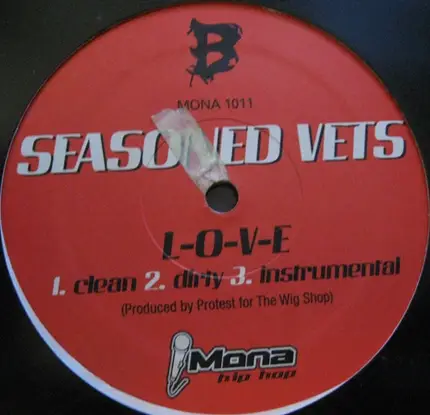 B
MONA 1011
SEASONED VETS
L-O-V-E
1. clean 2. dirty 3. instrumental
(Produced by Protest for The Wig Shop)
Mona
hip hop